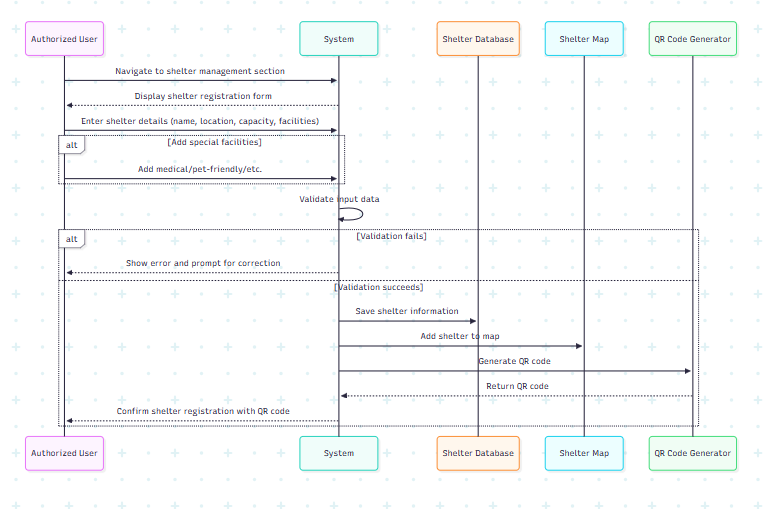 Authorized User
System
Shelter Database
Shelter Map
QR Code Generator
Navigate to shelter management section
Display shelter registration form
Enter shelter details (name, location, capacity, facilities)
alt
[Add special facilities]
Add medical/pet-friendly/etc.
Validate input data
alt
[Validation fails]
Show error and prompt for correction
[Validation succeeds]
Save shelter information
Add shelter to map
Generate QR code
Return QR code
Confirm shelter registration with QR code
Authorized User
System
Shelter Database
Shelter Map
QR Code Generator